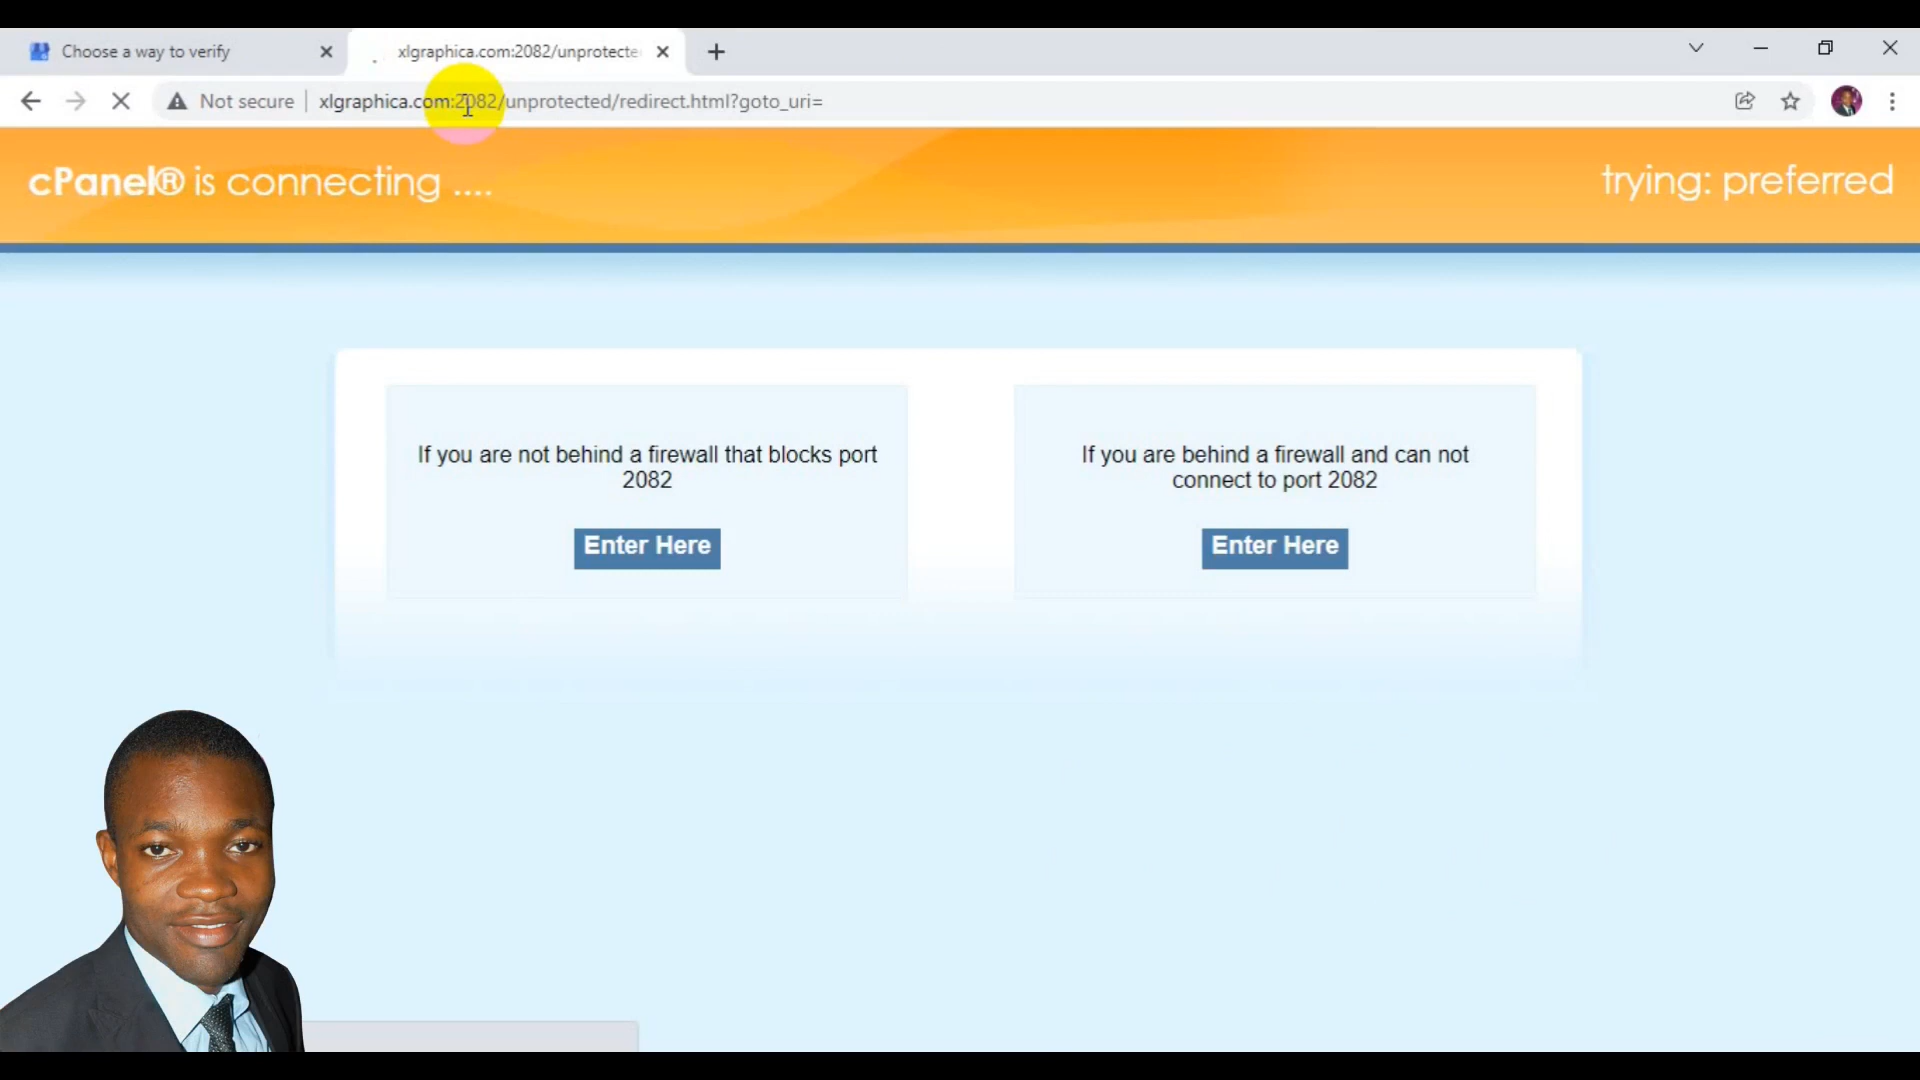 Choose a way to verify
xlgraphica.com:2082/unprotecte
Not secure
xlgraphica.com:2082/unprotected/redirect.html?goto_uri=
cPanel® is connecting ....
trying: preferred
If you are not behind a firewall that blocks port
2082
Enter Here
If you are behind a firewall and can not
connect to port 2082
Enter Here